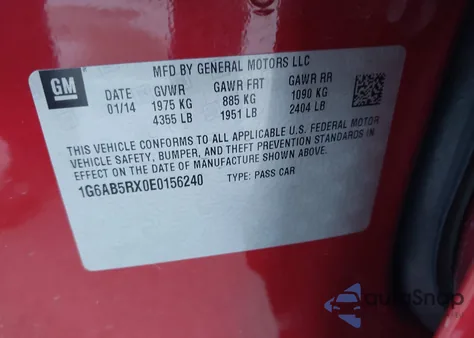 GM
MFD BY GENERAL MOTORS LLC
DATE GVWR GAWR FRT GAWR RR
01/14 1975 KG 885 KG 1090 KG
4355 LB 1951 LB 2404 LB
THIS VEHICLE CONFORMS TO ALL APPLICABLE U.S. FEDERAL MOTOR
VEHICLE SAFETY, BUMPER, AND THEFT PREVENTION STANDARDS IN
EFFECT ON THE DATE OF MANUFACTURE SHOWN ABOVE.
1G6AB5RX0E0156240 TYPE: PASS CAR
autoSnap